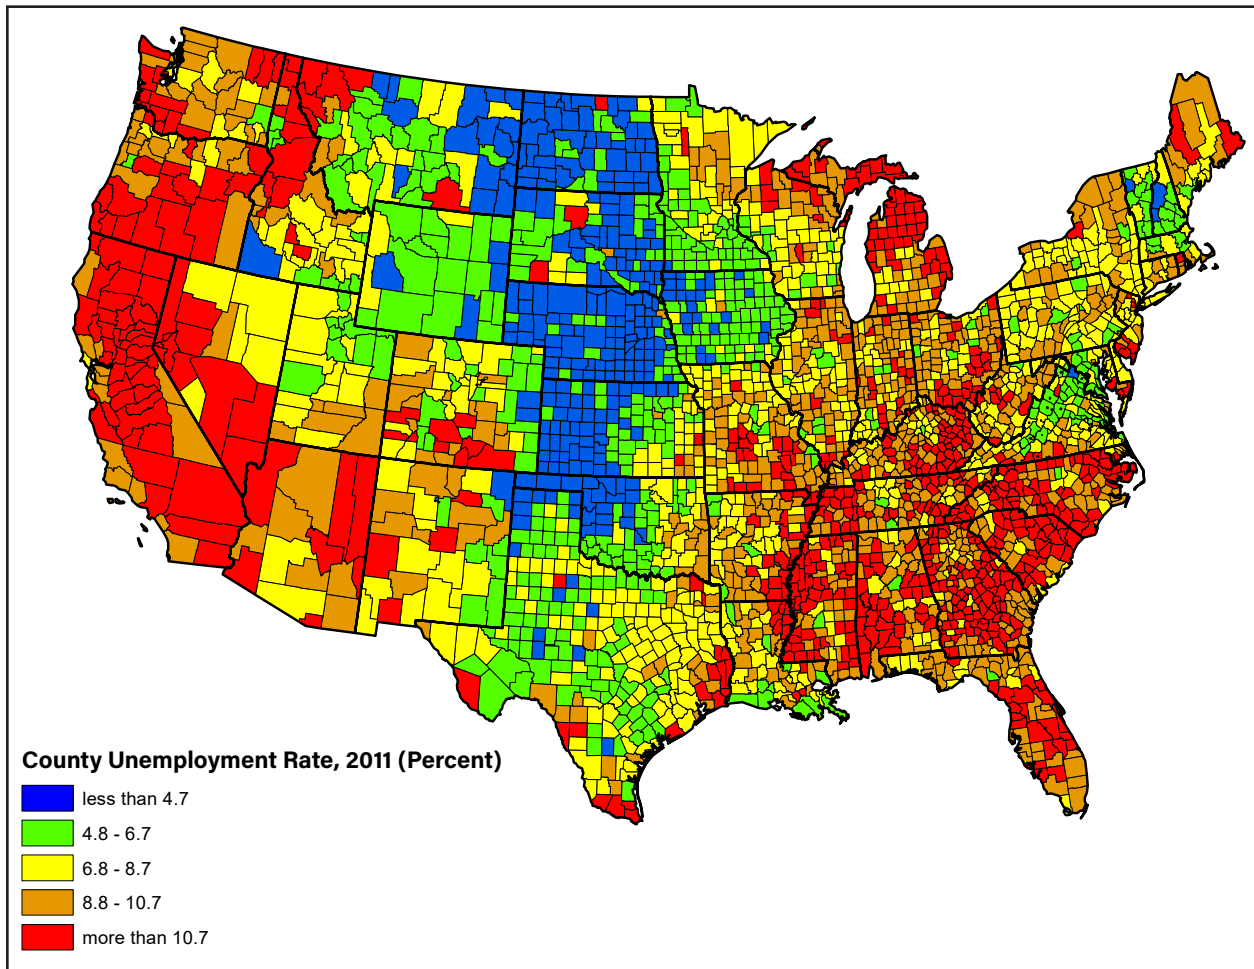 County Unemployment Rate, 2011 (Percent)
less than 4.7
4.8 - 6.7
6.8 - 8.7
8.8 - 10.7
more than 10.7